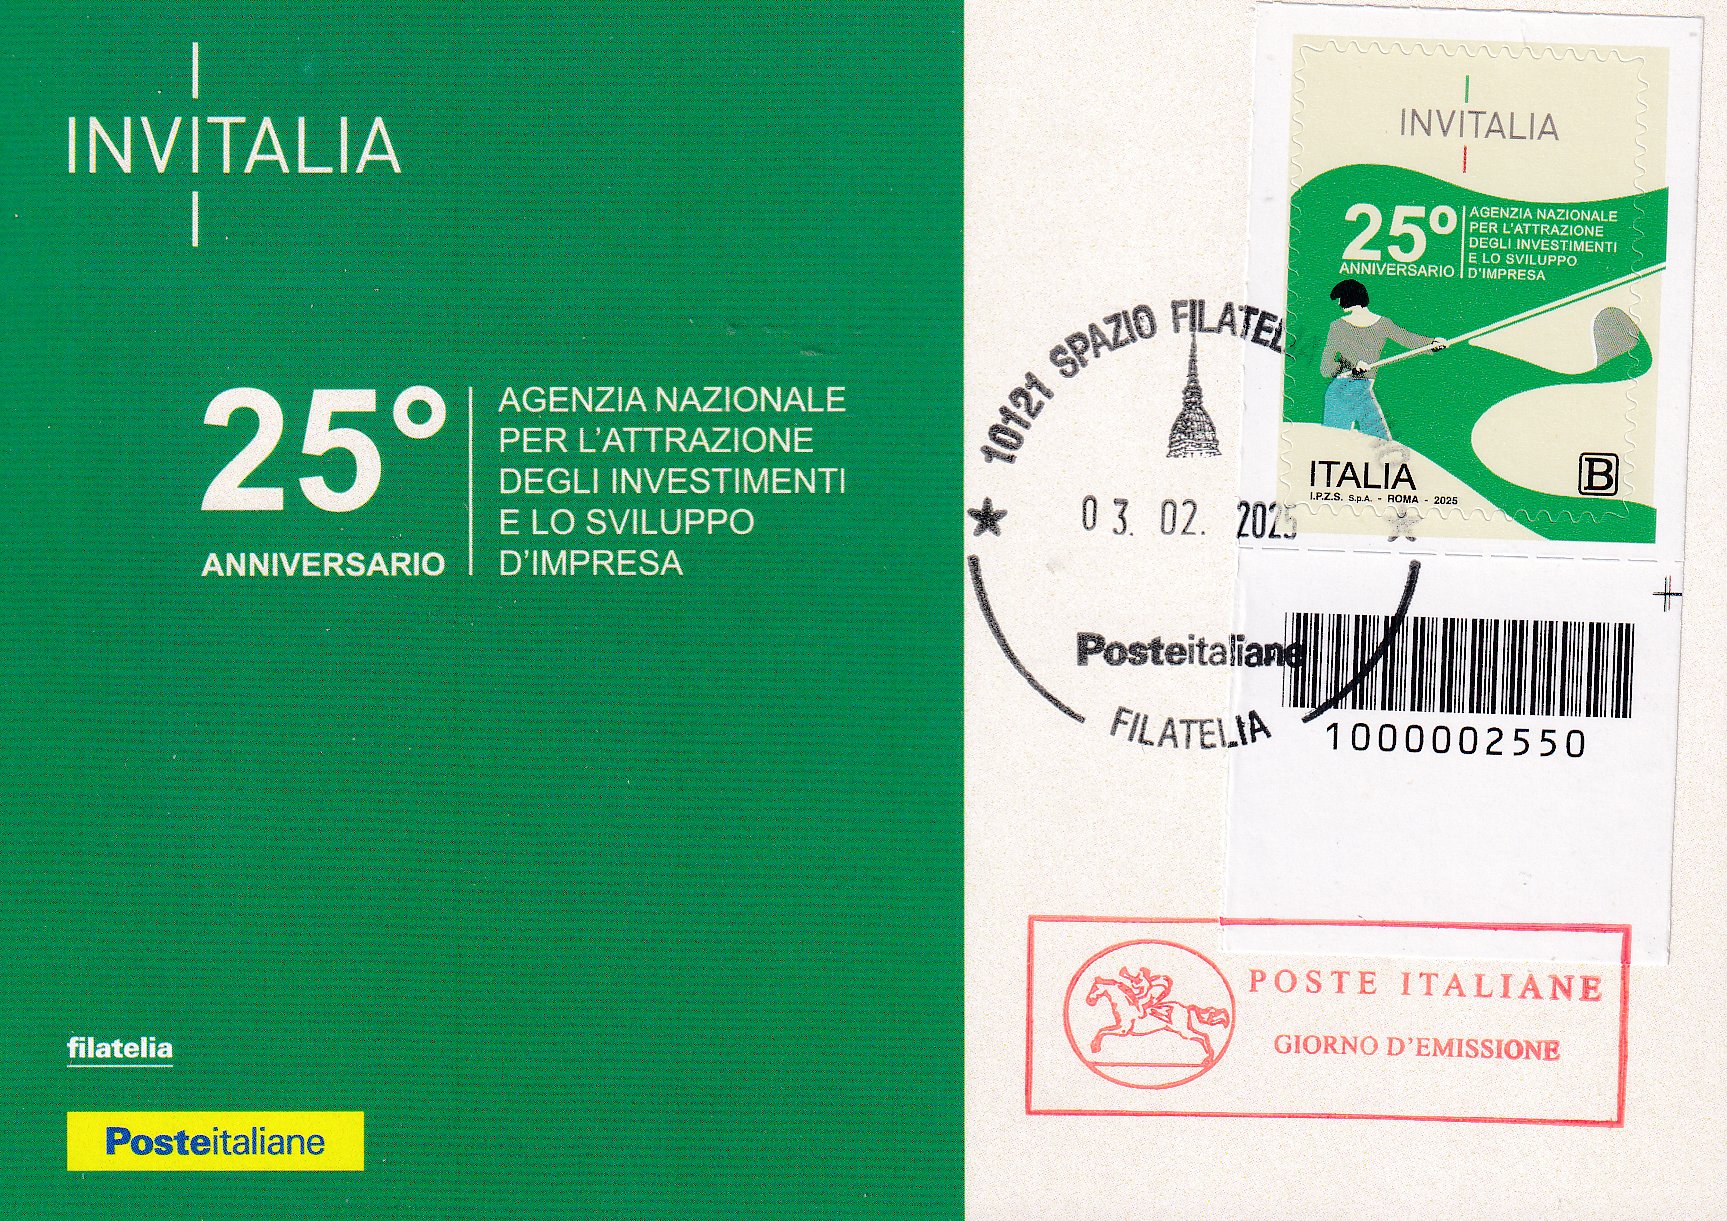 INVITALIA
25°
ANNIVERSARIO
AGENZIA NAZIONALE
PER L'ATTRAZIONE
DEGLI INVESTIMENTI
E LO SVILUPPO
D'IMPRESA
filatelia
Posteitaliane
INVITALIA
25°
ANNIVERSARIO
AGENZIA NAZIONALE
PER L'ATTRAZIONE
DEGLI INVESTIMENTI
E LO SVILUPPO
D'IMPRESA
ITALIA
I.P.Z.S. S.p.A. - ROMA - 2025
B
10121 SPAZIO FILATEL
03. 02. 2025
Posteitaliane
FILATELIA
1000002550
POSTE ITALIANE
GIORNO D'EMISSIONE